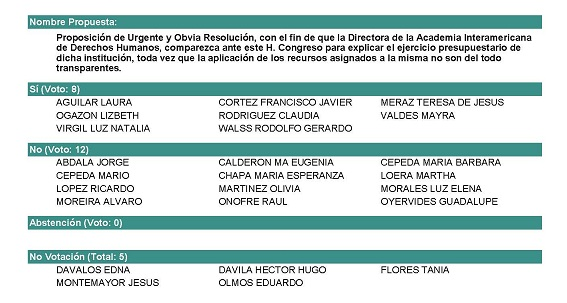 Nombre Propuesta:
Proposición de Urgente y Obvia Resolución, con el fin de que la Directora de la Academia Interamericana
de Derechos Humanos, comparezca ante este H. Congreso para explicar el ejercicio presupuestario de
dicha institución, toda vez que la aplicación de los recursos asignados a la misma no son del todo
transparentes.
Sí (Voto: 8)
AGUILAR LAURA CORTEZ FRANCISCO JAVIER MERAZ TERESA DE JESUS
OGAZON LIZBETH RODRIGUEZ CLAUDIA VALDES MAYRA
VIRGIL LUZ NATALIA WALSS RODOLFO GERARDO
No (Voto: 12)
ABDALA JORGE CALDERON MA EUGENIA CEPEDA MARIA BARBARA
CEPEDA MARIO CHAPA MARIA ESPERANZA LOERA MARTHA
LOPEZ RICARDO MARTINEZ OLIVIA MORALES LUZ ELENA
MOREIRA ALVARO ONOFRE RAUL OYERVIDES GUADALUPE
Abstención (Voto: 0)
No Votación (Total: 5)
DAVALOS EDNA DAVILA HECTOR HUGO FLORES TANIA
MONTEMAYOR JESUS OLMOS EDUARDO